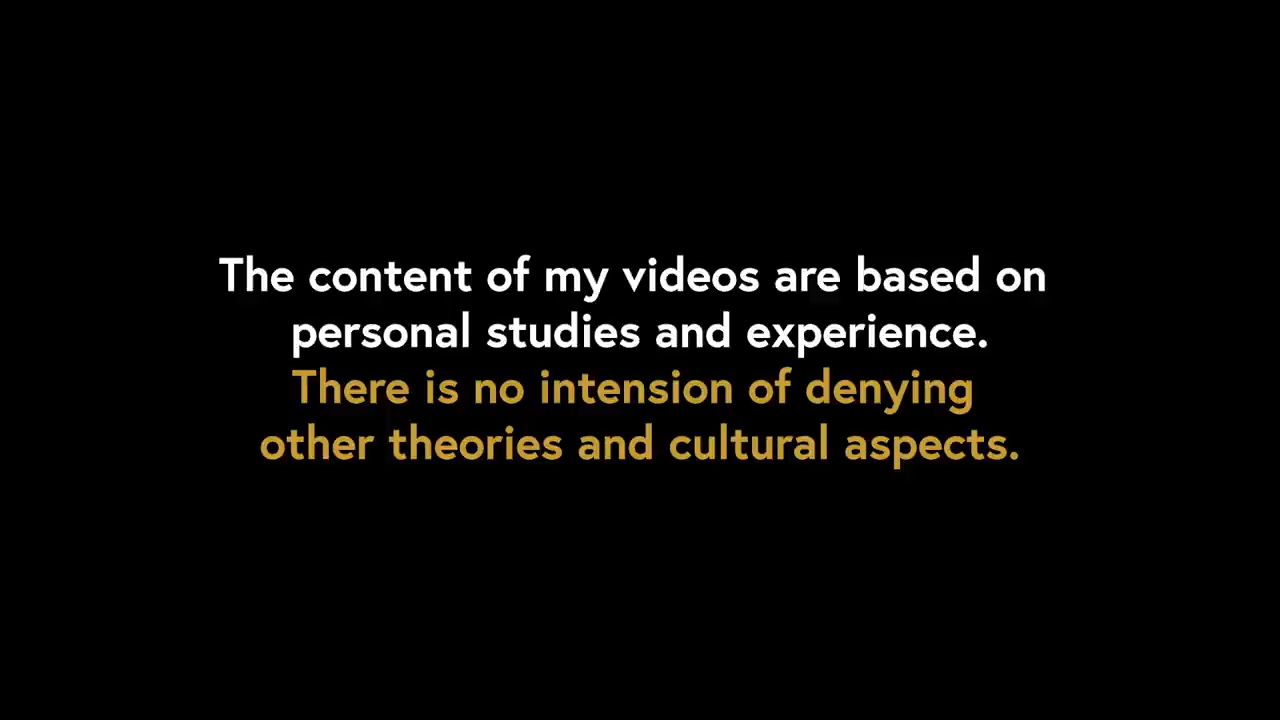 The content of my videos are based on
personal studies and experience.
There is no intension of denying
other theories and cultural aspects.